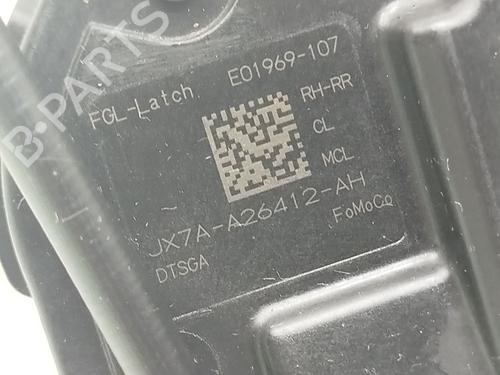 B-PARTS
FGL-Latch E01969-107
RH-RR
CL
MCL
JX7A-A26412-AH
DTSGA FoMoCo